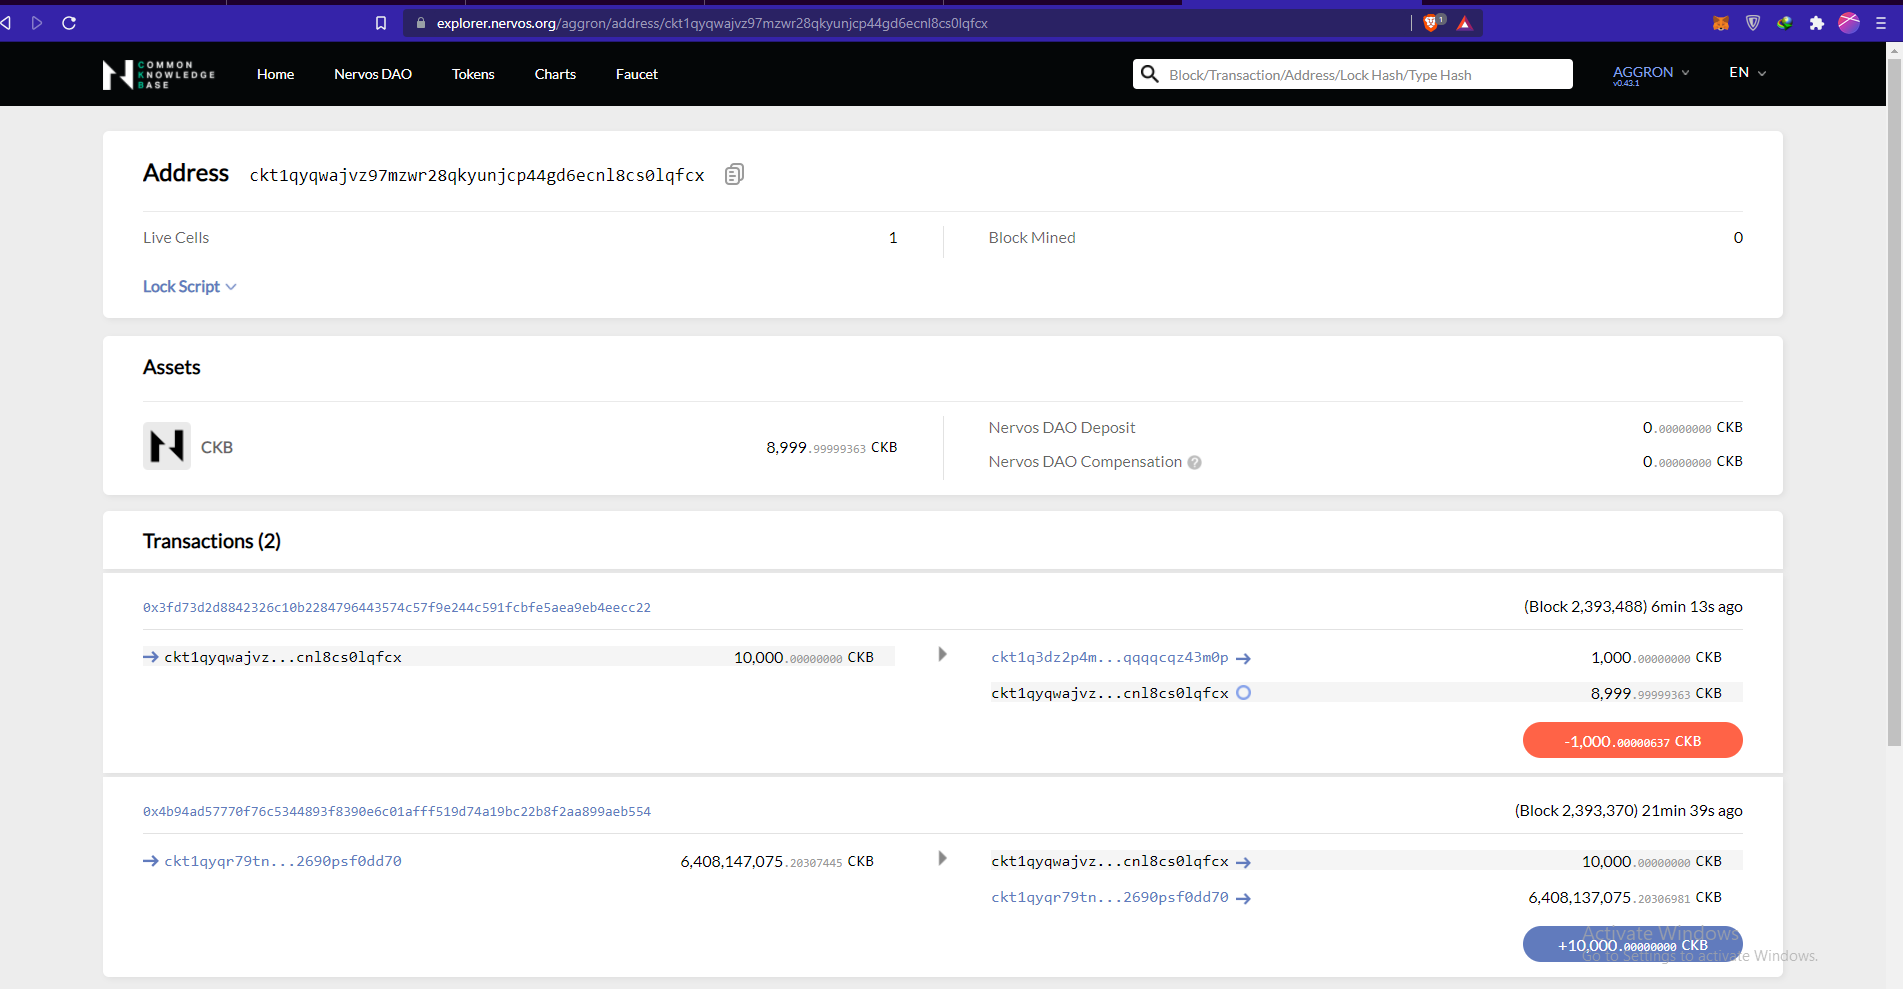 explorer.nervos.org/aggron/address/ckt1qyqwajvz97mzwr28qkyunjcp44gd6ecnl8cs0lqfcx
1
COMMON
KNOWLEDGE
BASE
Home Nervos DAO Tokens Charts Faucet
Block/Transaction/Address/Lock Hash/Type Hash
AGGRON
v0.43.1
EN
Address ckt1qyqwajvz97mzwr28qkyunjcp44gd6ecnl8cs0lqfcx
Live Cells 1 Block Mined 0
Lock Script
Assets
CKB 8,999.99999363 CKB
Nervos DAO Deposit 0.00000000 CKB
Nervos DAO Compensation ? 0.00000000 CKB
Transactions (2)
0x3fd73d2d8842326c10b2284796443574c57f9e244c591fcbfe5aea9eb4eecc22 (Block 2,393,488) 6min 13s ago
ckt1qyqwajvz...cnl8cs0lqfcx 10,000.00000000 CKB ckt1q3dz2p4m...qqqqcqz43m0p 1,000.00000000 CKB
ckt1qyqwajvz...cnl8cs0lqfcx 8,999.99999363 CKB
-1,000.00000637 CKB
0x4b94ad57770f76c5344893f8390e6c01afff519d74a19bc22b8f2aa899aeb554 (Block 2,393,370) 21min 39s ago
ckt1qyqr79tn...2690psf0dd70 6,408,147,075.20307445 CKB ckt1qyqwajvz...cnl8cs0lqfcx 10,000.00000000 CKB
ckt1qyqr79tn...2690psf0dd70 6,408,137,075.20306981 CKB
+10,000.00000000 CKB
Activate Windows
Go to Settings to activate Windows.